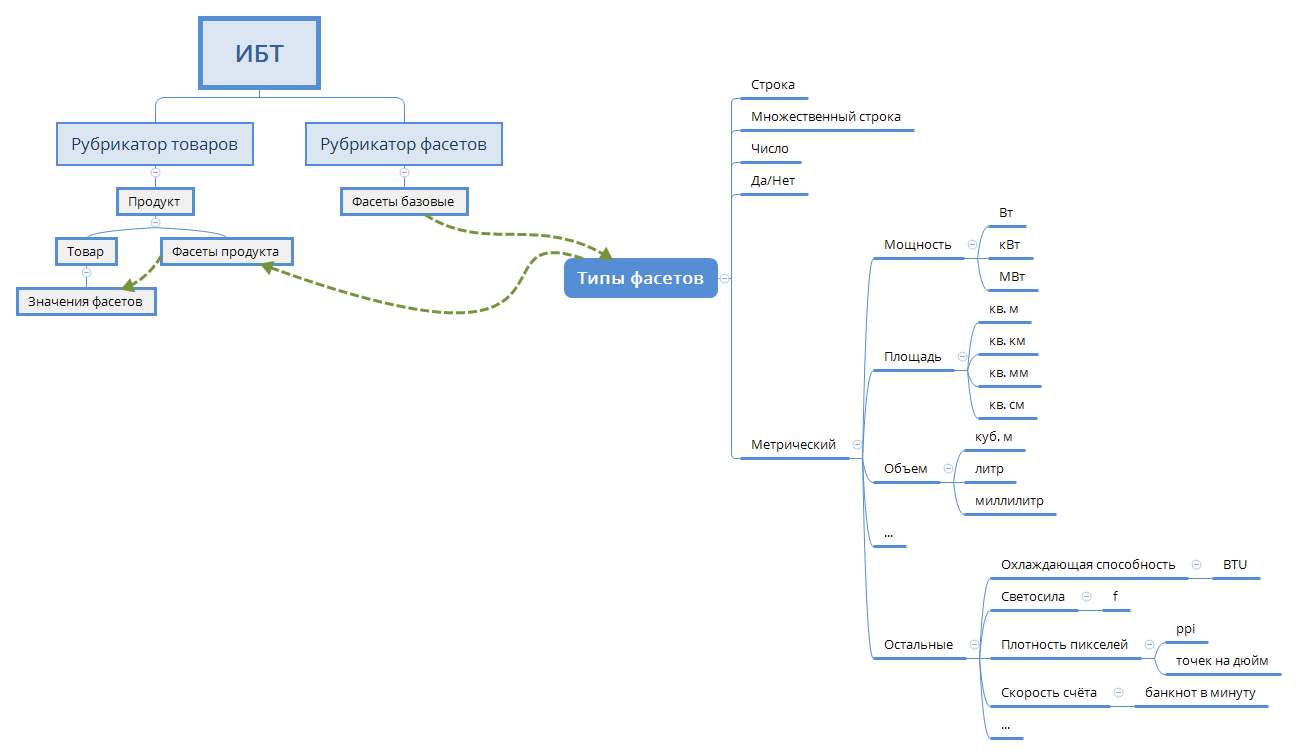 ИБТ
Рубрикатор товаров
Рубрикатор фасетов
Продукт
Фасеты базовые
Товар
Фасеты продукта
Значения фасетов
Типы фасетов
Строка
Множественный строка
Число
Да/Нет
Метрический
Мощность
Вт
кВт
МВт
Площадь
кв. м
кв. км
кв. мм
кв. см
Объем
куб. м
литр
миллилитр
...
Остальные
Охлаждающая способность
BTU
Светосила
f
Плотность пикселей
ppi
точек на дюйм
Скорость счёта
банкнот в минуту
...